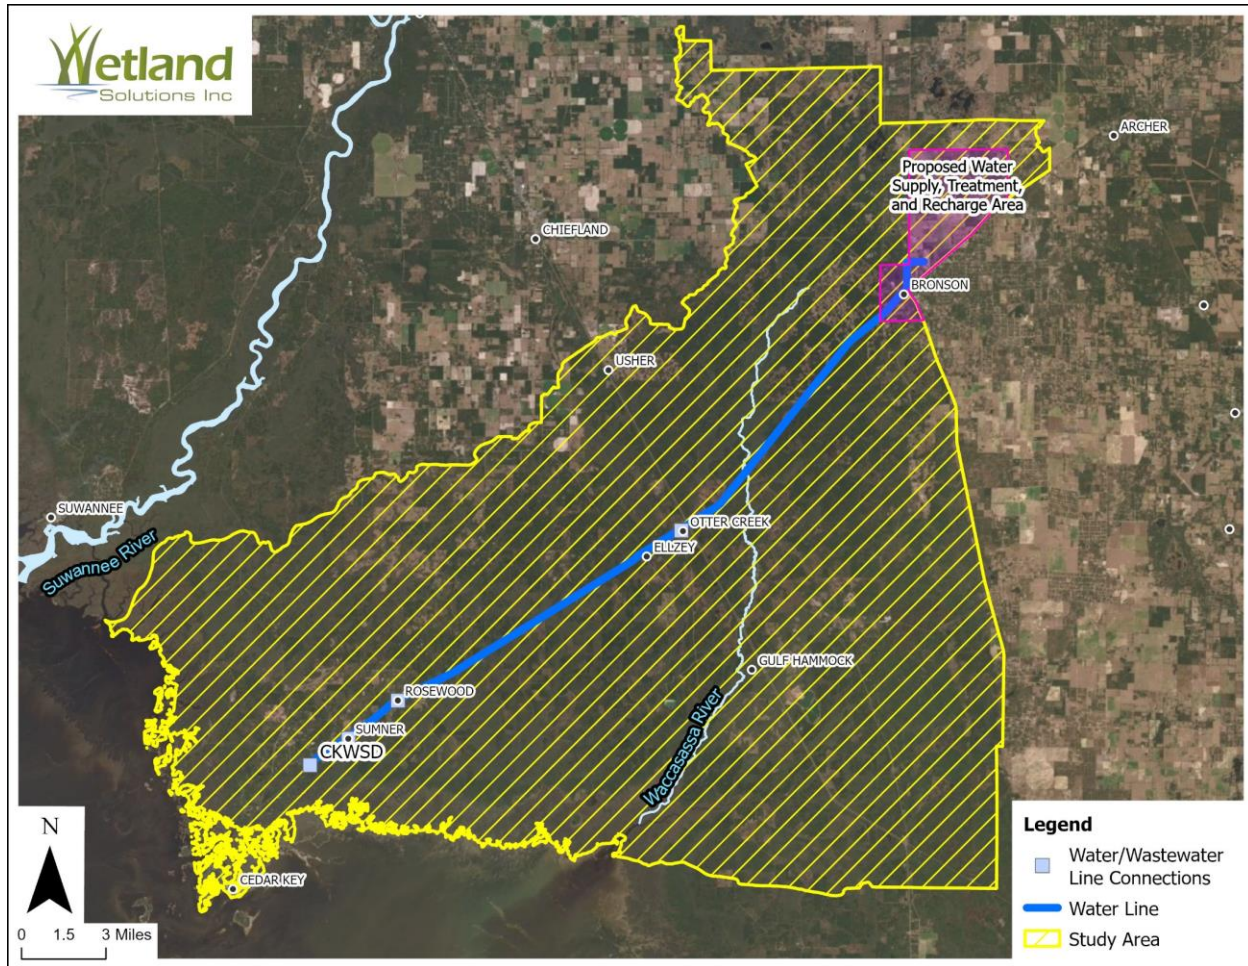 Wetland
Solutions Inc
ARCHER
Proposed Water
Supply, Treatment,
and Recharge Area
CHIEFLAND
BRONSON
USHER
SUWANNEE
Suwannee River
OTTER CREEK
ELLZEY
GULF HAMMOCK
ROSEWOOD
SUMNER
CKWSD
Waccasassa River
CEDAR KEY
N
0 1.5 3 Miles
Legend
Water/Wastewater
Line Connections
Water Line
Study Area